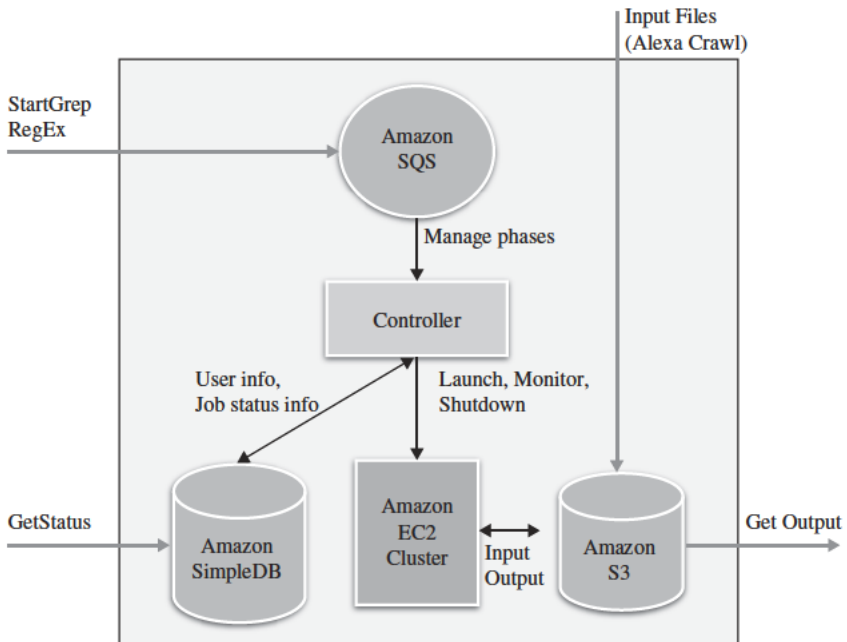 Input Files
(Alexa Crawl)
StartGrep
RegEx
Amazon
SQS
Manage phases
Controller
User info,
Job status info
Launch, Monitor,
Shutdown
GetStatus
Amazon
SimpleDB
Amazon
EC2
Cluster
Input
Output
Amazon
S3
Get Output